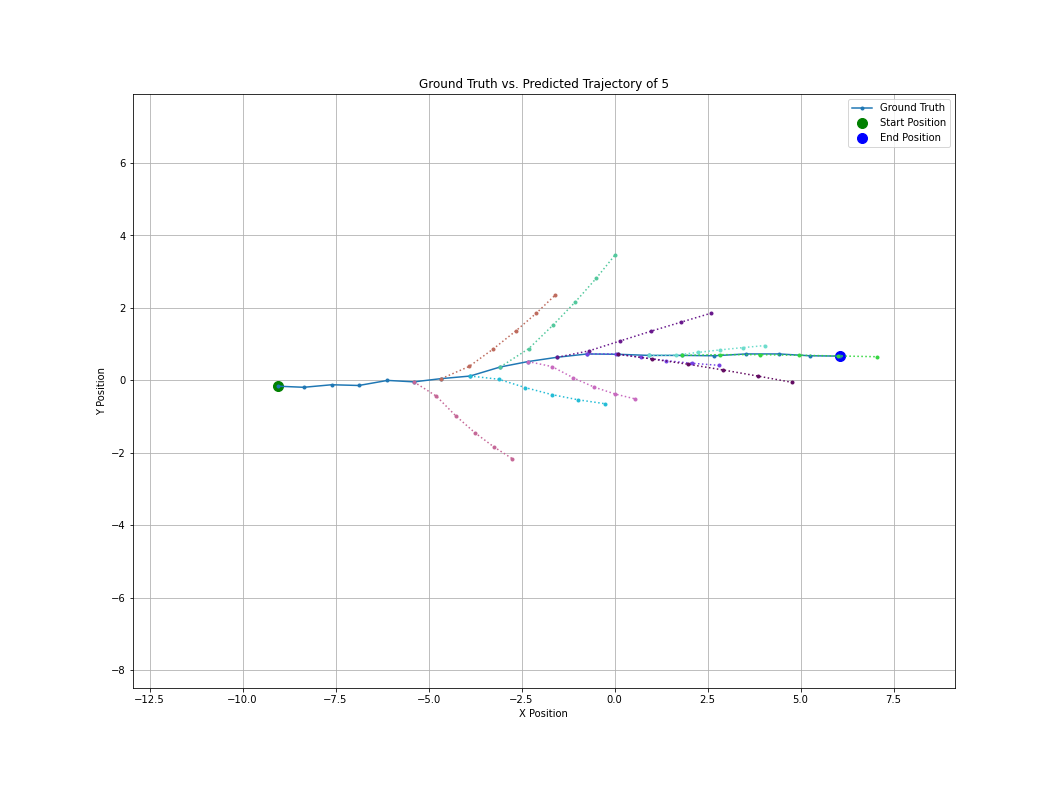 Ground Truth vs. Predicted Trajectory of 5
Ground Truth
Start Position
End Position
6
4
2
0
−2
−4
−6
−8
Y Position
−12.5 −10.0 −7.5 −5.0 −2.5 0.0 2.5 5.0 7.5
X Position